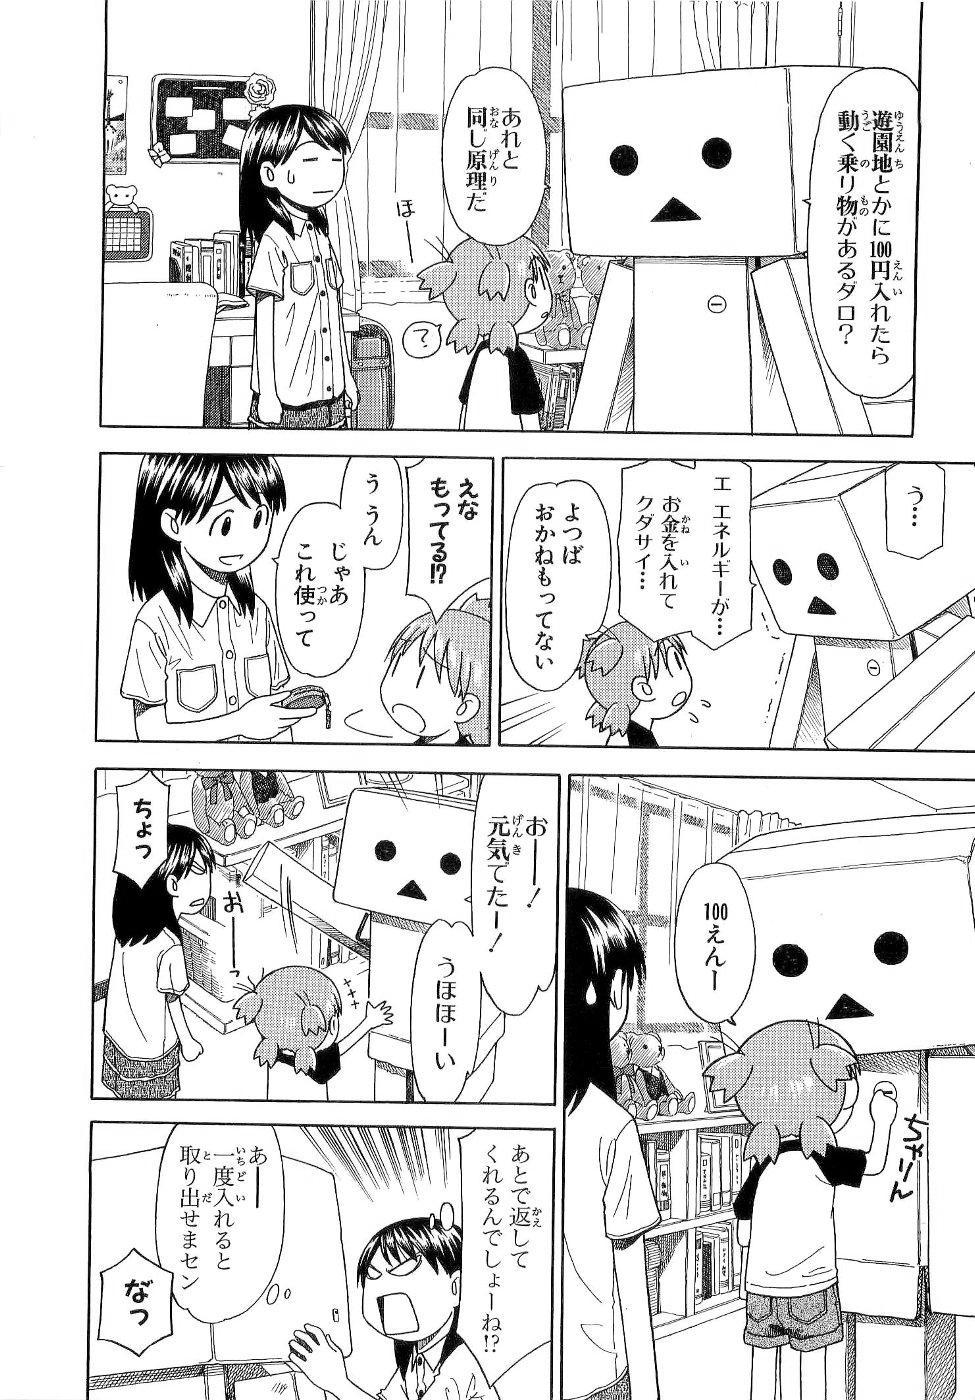 遊園地とかに100円入れたら
動く乗り物があるダロ?
あれと
同じ原理だ
ほー
?
う…
エ エネルギーが…
お金を入れて
クダサイ…
よつば
おかねもってない
えな
もってる!?
う うん
じゃあ
これ使って
100えんー
ちゃりん
おーー!
元気でたー!
うほほーい
おーーっ
ちょっ
あとで返して
くれるんでしょーね!?
あー
一度入れると
取り出せまセン
なっ